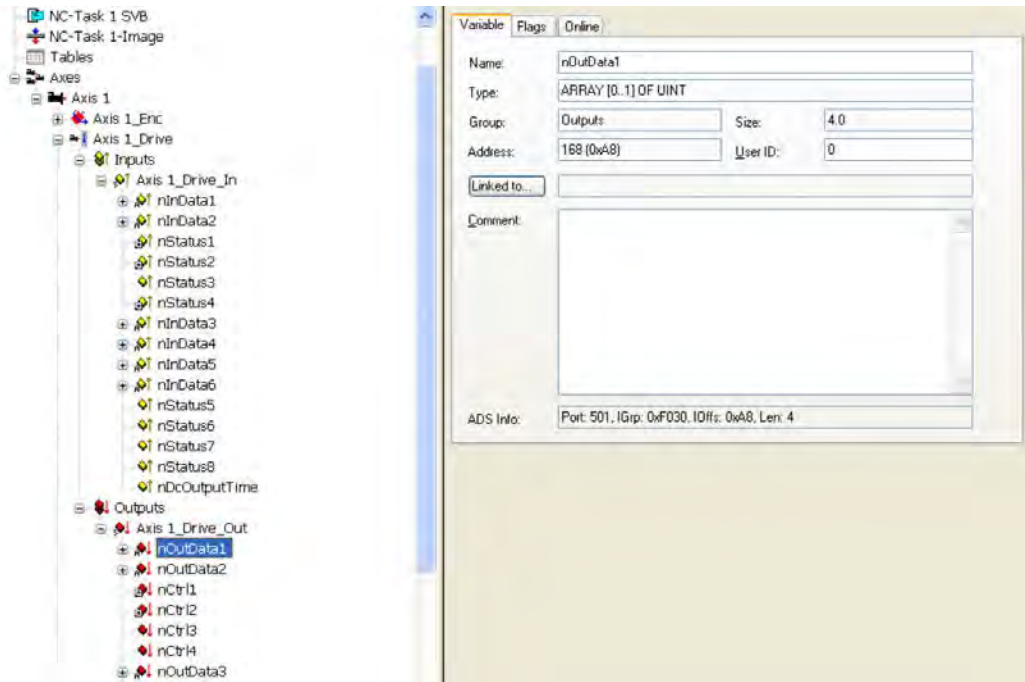 NC-Task 1 SVB
NC-Task 1-Image
Tables
Axes
Axis 1
Axis 1_Enc
Axis 1_Drive
Inputs
Axis 1_Drive_In
nInData1
nInData2
nStatus1
nStatus2
nStatus3
nStatus4
nInData3
nInData4
nInData5
nInData6
nStatus5
nStatus6
nStatus7
nStatus8
nDcOutputTime
Outputs
Axis 1_Drive_Out
nOutData1
nOutData2
nCtrl1
nCtrl2
nCtrl3
nCtrl4
nOutData3
Variable Flags Online
Name: nOutData1
Type: ARRAY [0..1] OF UINT
Group: Outputs Size: 4.0
Address: 168 (0xA8) User ID: 0
Linked to...
Comment:
ADS Info: Port: 501, IGrp: 0xF030, IOffs: 0xA8, Len: 4